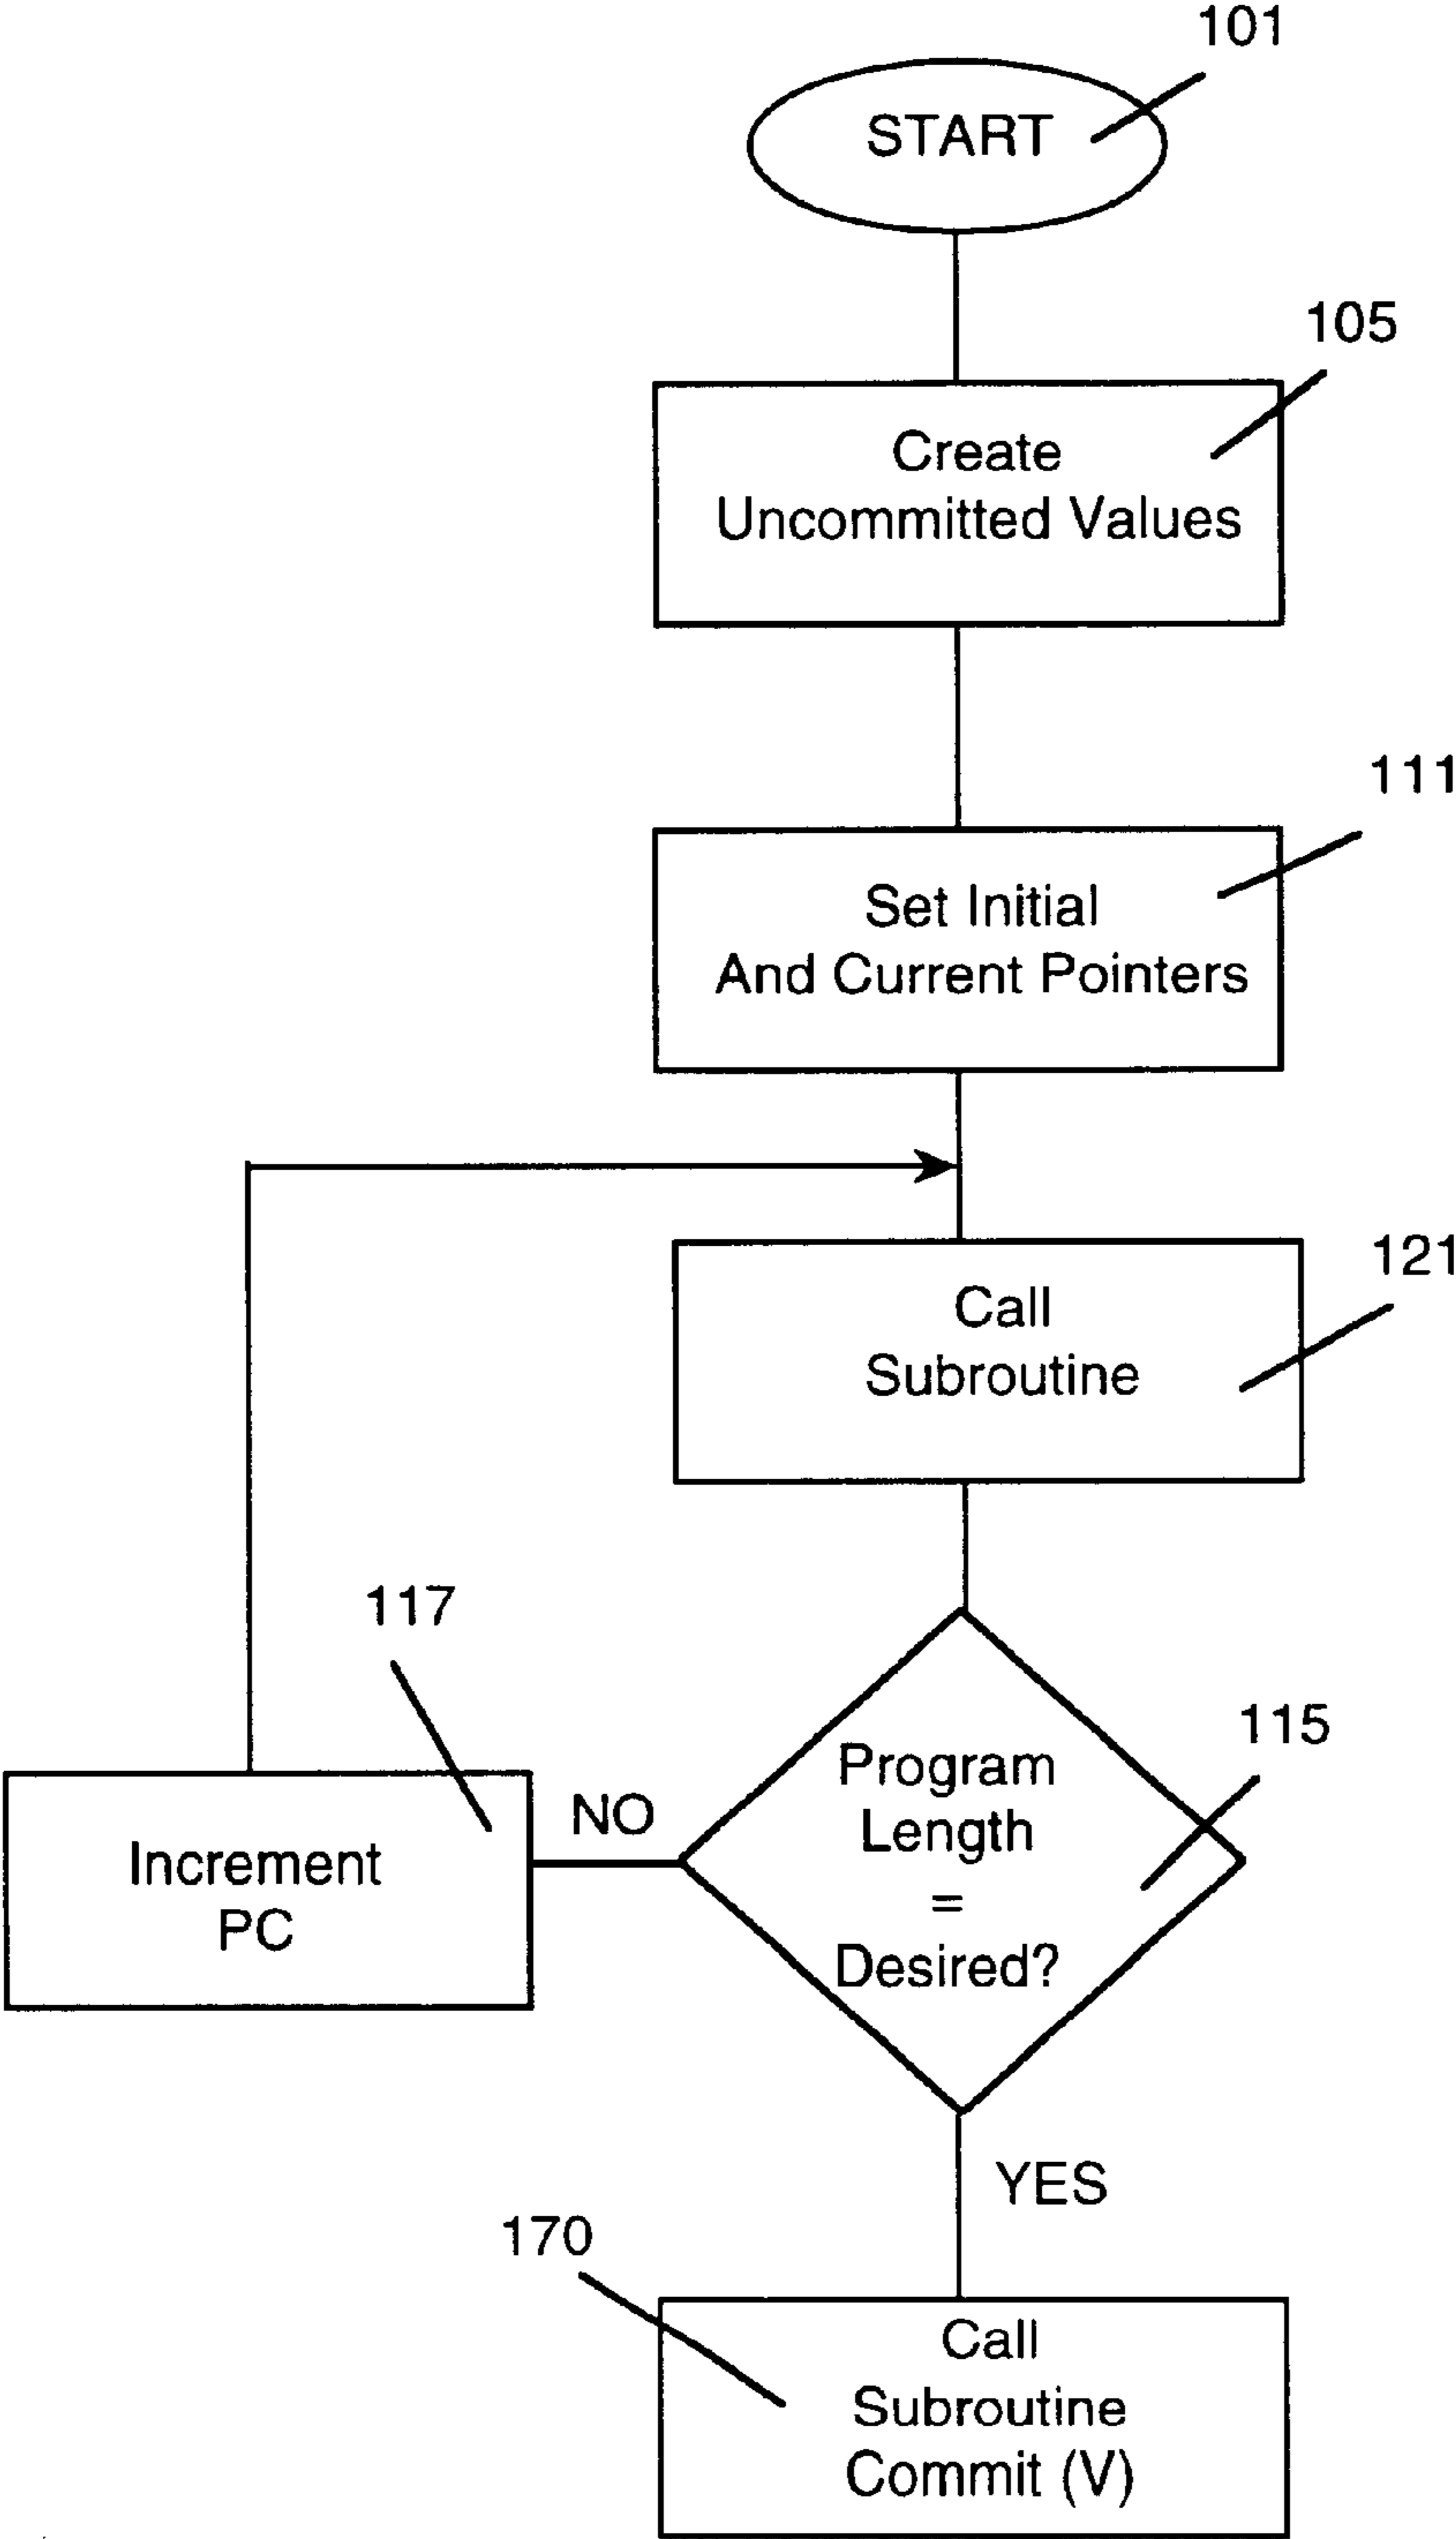 101
START
105
Create
Uncommitted Values
111
Set Initial
And Current Pointers
121
Call
Subroutine
117
115
Program
Length
=
Desired?
NO
Increment
PC
YES
170
Call
Subroutine
Commit (V)